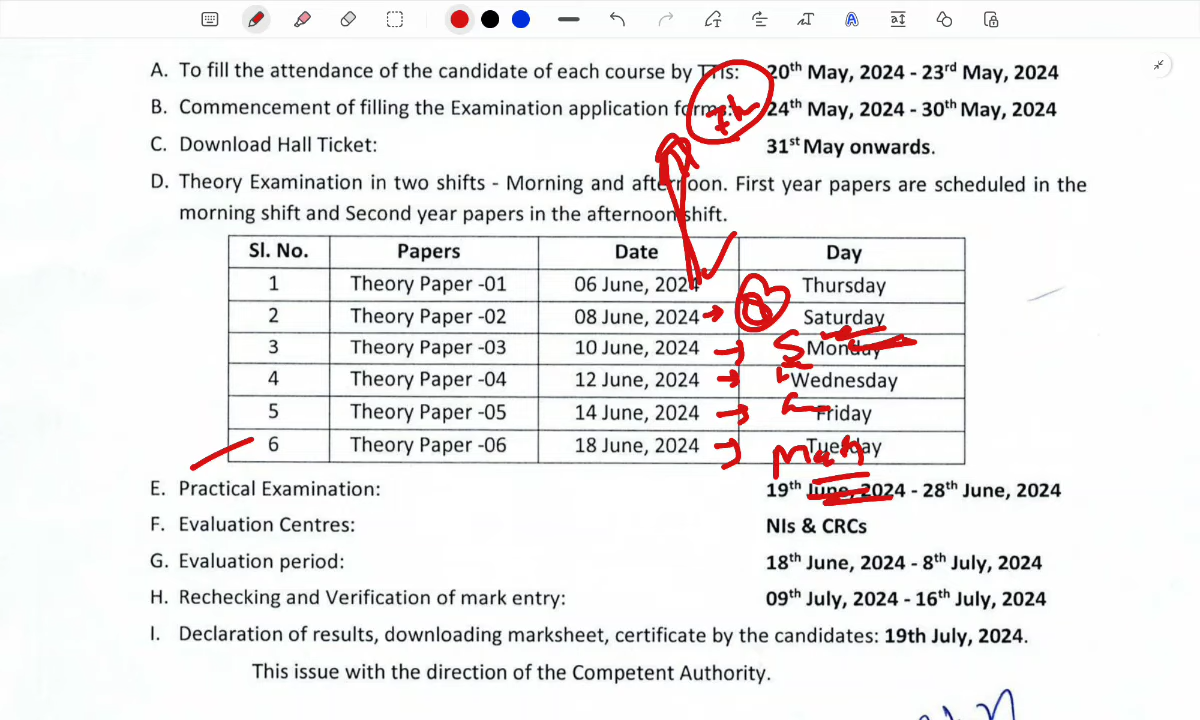 A. To fill the attendance of the candidate of each course by TTIs: 20th May, 2024 - 23rd May, 2024
B. Commencement of filling the Examination application forms: 24th May, 2024 - 30th May, 2024
C. Download Hall Ticket: 31st May onwards.
D. Theory Examination in two shifts - Morning and afternoon. First year papers are scheduled in the
morning shift and Second year papers in the afternoon shift.
Sl. No. Papers Date Day
1 Theory Paper -01 06 June, 2024 Thursday
2 Theory Paper -02 08 June, 2024 Saturday
3 Theory Paper -03 10 June, 2024 Monday
4 Theory Paper -04 12 June, 2024 Wednesday
5 Theory Paper -05 14 June, 2024 Friday
6 Theory Paper -06 18 June, 2024 Tuesday
E. Practical Examination: 19th June, 2024 - 28th June, 2024
F. Evaluation Centres: NIs & CRCs
G. Evaluation period: 18th June, 2024 - 8th July, 2024
H. Rechecking and Verification of mark entry: 09th July, 2024 - 16th July, 2024
I. Declaration of results, downloading marksheet, certificate by the candidates: 19th July, 2024.
This issue with the direction of the Competent Authority.